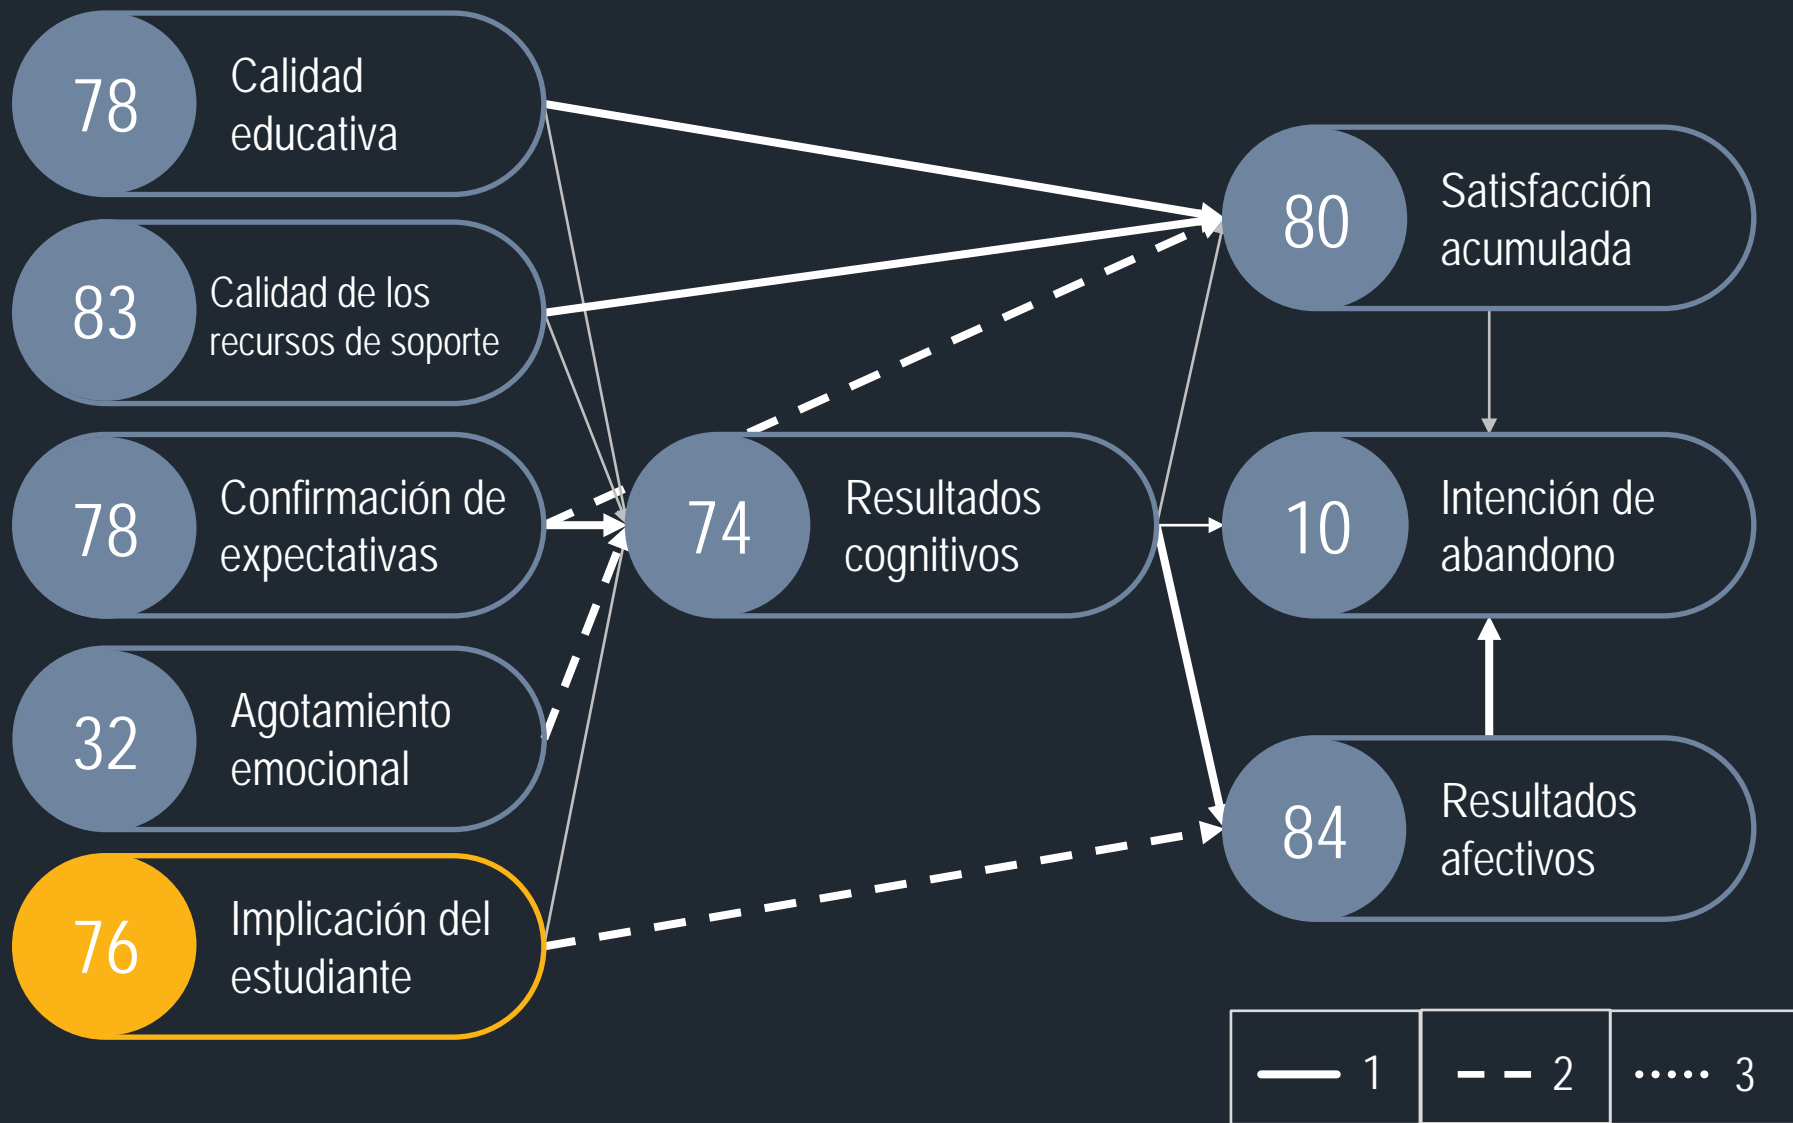 78
Calidad
educativa
83
Calidad de los
recursos de soporte
78
Confirmación de
expectativas
32
Agotamiento
emocional
76
Implicación del
estudiante
74
Resultados
cognitivos
80
Satisfacción
acumulada
10
Intención de
abandono
84
Resultados
afectivos
1
2
3